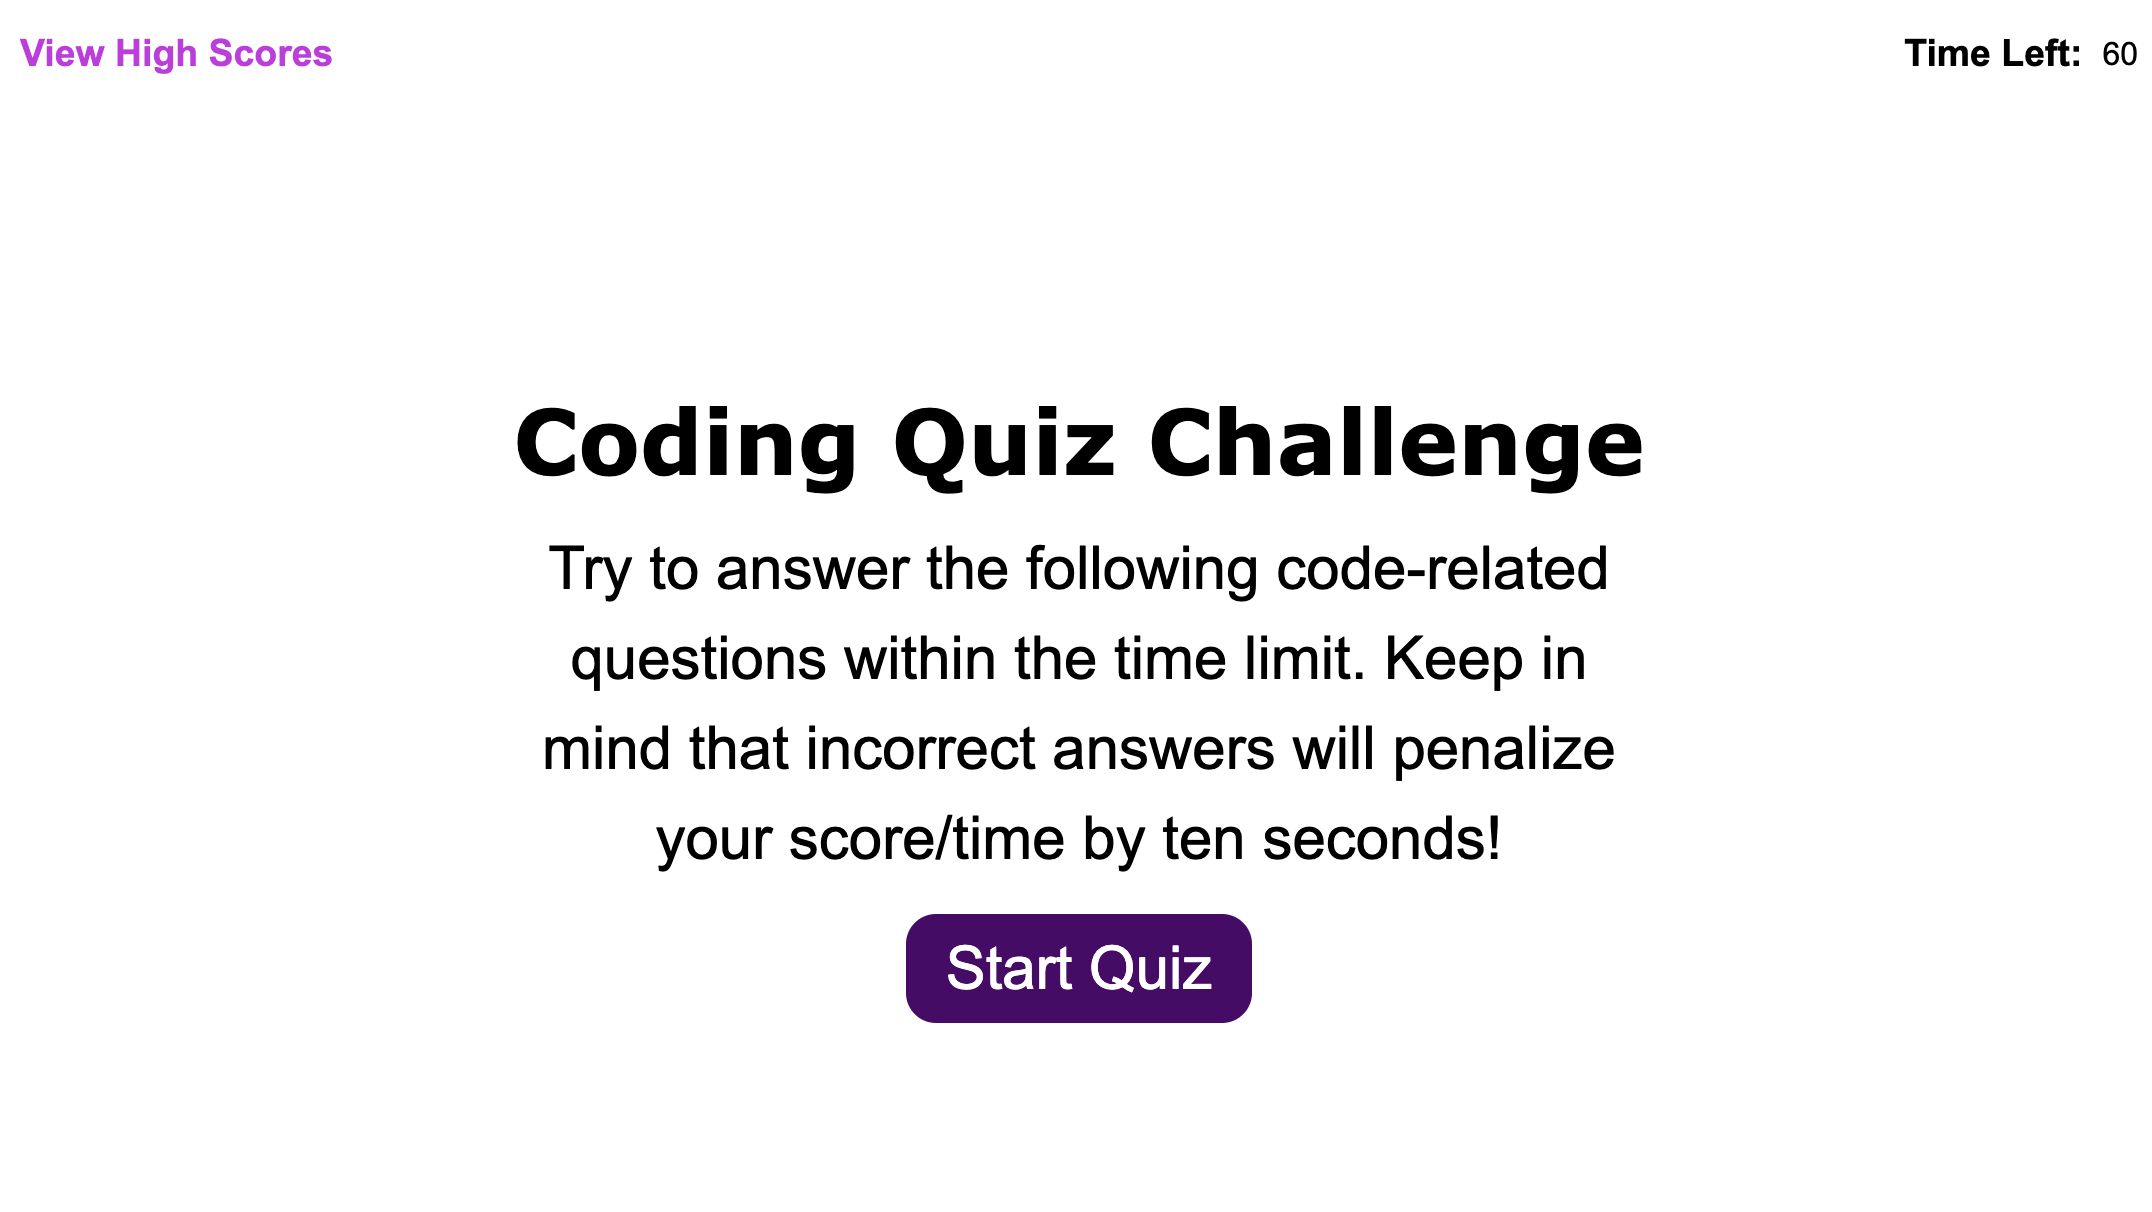 View High Scores
Time Left: 60
Coding Quiz Challenge
Try to answer the following code-related
questions within the time limit. Keep in
mind that incorrect answers will penalize
your score/time by ten seconds!
Start Quiz